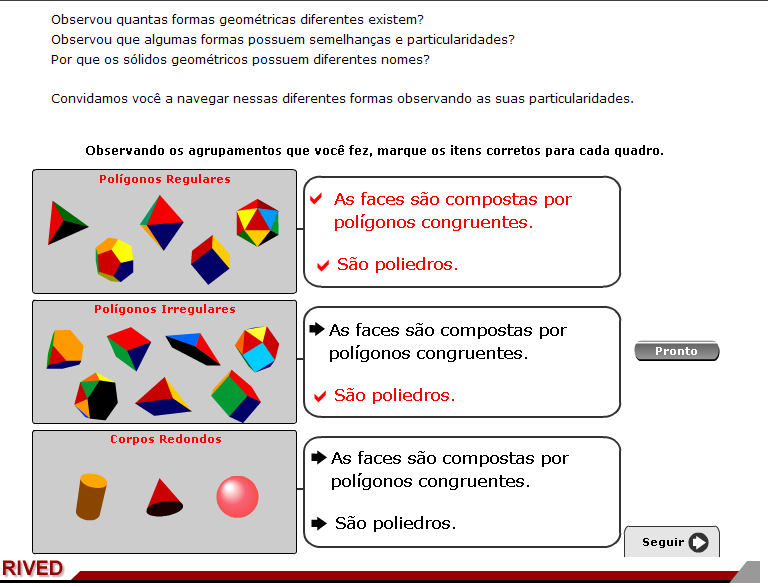 Observou quantas formas geométricas diferentes existem?
Observou que algumas formas possuem semelhanças e particularidades?
Por que os sólidos geométricos possuem diferentes nomes?
Convidamos você a navegar nessas diferentes formas observando as suas particularidades.
Observando os agrupamentos que você fez, marque os itens corretos para cada quadro.
Polígonos Regulares
As faces são compostas por
polígonos congruentes.
São poliedros.
Polígonos Irregulares
As faces são compostas por
polígonos congruentes.
São poliedros.
Pronto
Corpos Redondos
As faces são compostas por
polígonos congruentes.
São poliedros.
Seguir
RIVED